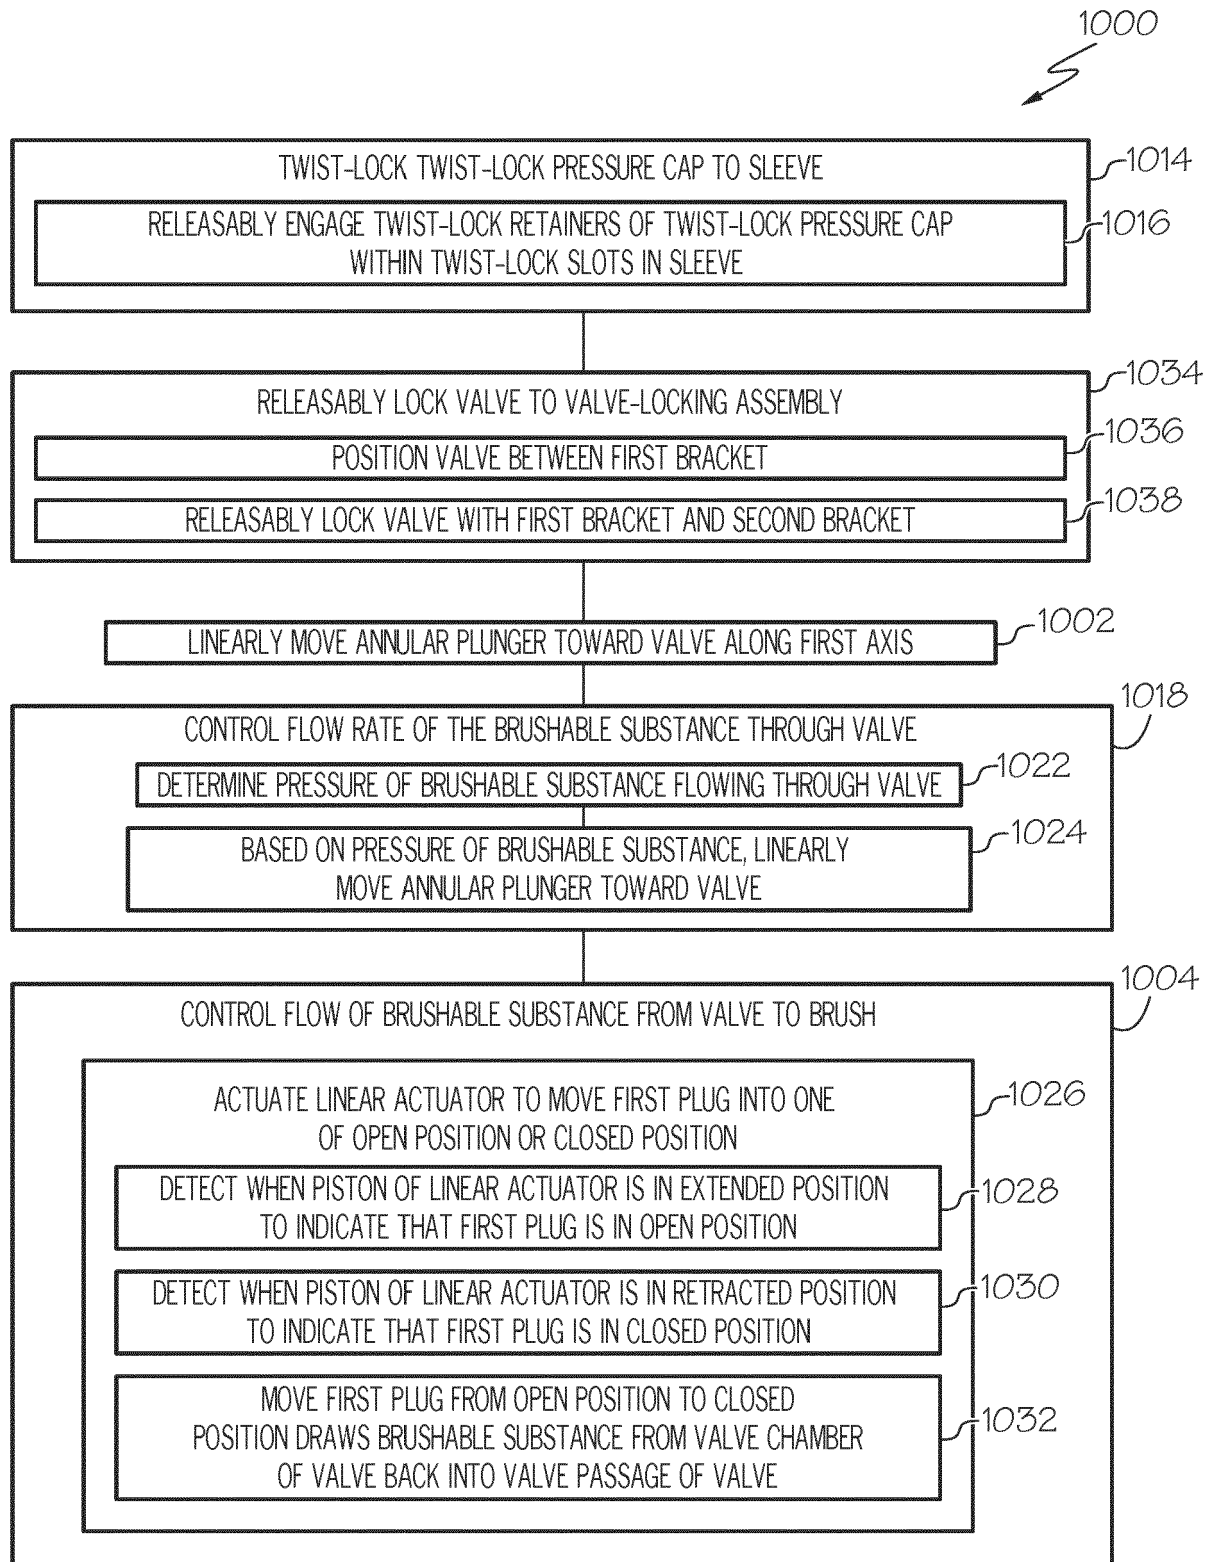 1000
TWIST-LOCK TWIST-LOCK PRESSURE CAP TO SLEEVE
1014
RELEASABLY ENGAGE TWIST-LOCK RETAINERS OF TWIST-LOCK PRESSURE CAP
WITHIN TWIST-LOCK SLOTS IN SLEEVE
1016
RELEASABLY LOCK VALVE TO VALVE-LOCKING ASSEMBLY
1034
POSITION VALVE BETWEEN FIRST BRACKET
1036
RELEASABLY LOCK VALVE WITH FIRST BRACKET AND SECOND BRACKET
1038
LINEARLY MOVE ANNULAR PLUNGER TOWARD VALVE ALONG FIRST AXIS
1002
CONTROL FLOW RATE OF THE BRUSHABLE SUBSTANCE THROUGH VALVE
1018
DETERMINE PRESSURE OF BRUSHABLE SUBSTANCE FLOWING THROUGH VALVE
1022
BASED ON PRESSURE OF BRUSHABLE SUBSTANCE, LINEARLY
MOVE ANNULAR PLUNGER TOWARD VALVE
1024
CONTROL FLOW OF BRUSHABLE SUBSTANCE FROM VALVE TO BRUSH
1004
ACTUATE LINEAR ACTUATOR TO MOVE FIRST PLUG INTO ONE
OF OPEN POSITION OR CLOSED POSITION
1026
DETECT WHEN PISTON OF LINEAR ACTUATOR IS IN EXTENDED POSITION
TO INDICATE THAT FIRST PLUG IS IN OPEN POSITION
1028
DETECT WHEN PISTON OF LINEAR ACTUATOR IS IN RETRACTED POSITION
TO INDICATE THAT FIRST PLUG IS IN CLOSED POSITION
1030
MOVE FIRST PLUG FROM OPEN POSITION TO CLOSED
POSITION DRAWS BRUSHABLE SUBSTANCE FROM VALVE CHAMBER
OF VALVE BACK INTO VALVE PASSAGE OF VALVE
1032